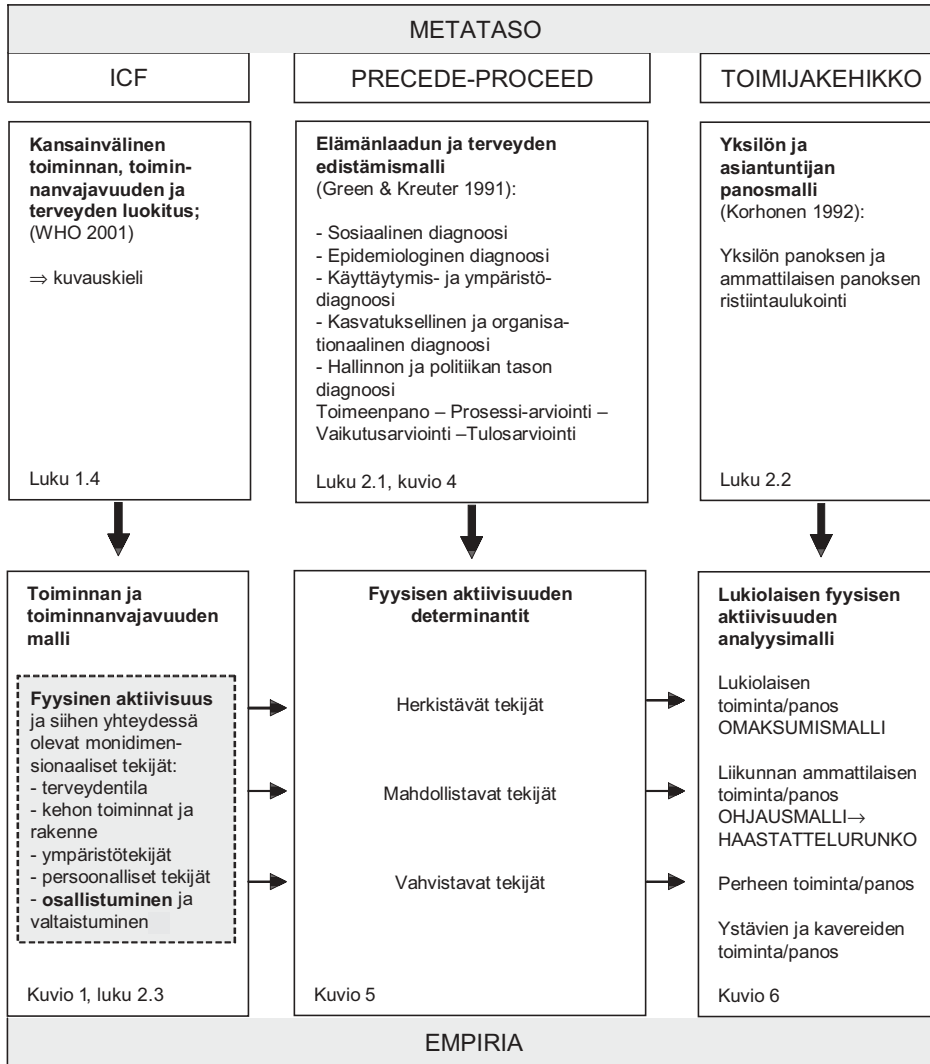 METATASO
ICF
PRECEDE-PROCEED
TOIMIJAKEHIKKO
Kansainvälinen
toiminnan, toimin-
nanvajavuuden ja
terveyden luokitus;
(WHO 2001)
⇒ kuvauskieli
Luku 1.4
Elämänlaadun ja terveyden
edistämismalli
(Green & Kreuter 1991):
- Sosiaalinen diagnoosi
- Epidemiologinen diagnoosi
- Käyttäytymis- ja ympäristö-
diagnoosi
- Kasvatuksellinen ja organisa-
tionaalinen diagnoosi
- Hallinnon ja politiikan tason
diagnoosi
Toimeenpano – Prosessi-arviointi –
Vaikutusarviointi –Tulosarviointi
Luku 2.1, kuvio 4
Yksilön ja
asiantuntijan
panosmalli
(Korhonen 1992):
Yksilön panoksen ja
ammattilaisen panoksen
ristiintaulukointi
Luku 2.2
Toiminnan ja
toiminnanvajavuuden
malli
Fyysinen aktiivisuus
ja siihen yhteydessä
olevat monidimen-
sionaaliset tekijät:
- terveydentila
- kehon toiminnat ja
rakenne
- ympäristötekijät
- persoonalliset tekijät
- osallistuminen ja
valtaistuminen
Kuvio 1, luku 2.3
Fyysisen aktiivisuuden
determinantit
Herkistävät tekijät
Mahdollistavat tekijät
Vahvistavat tekijät
Kuvio 5
Lukiolaisen fyysisen
aktiivisuuden
analyysimalli
Lukiolaisen
toiminta/panos
OMAKSUMISMALLI
Liikunnan ammattilaisen
toiminta/panos
OHJAUSMALLI→
HAASTATTELURUNKO
Perheen toiminta/panos
Ystävien ja kavereiden
toiminta/panos
Kuvio 6
EMPIRIA